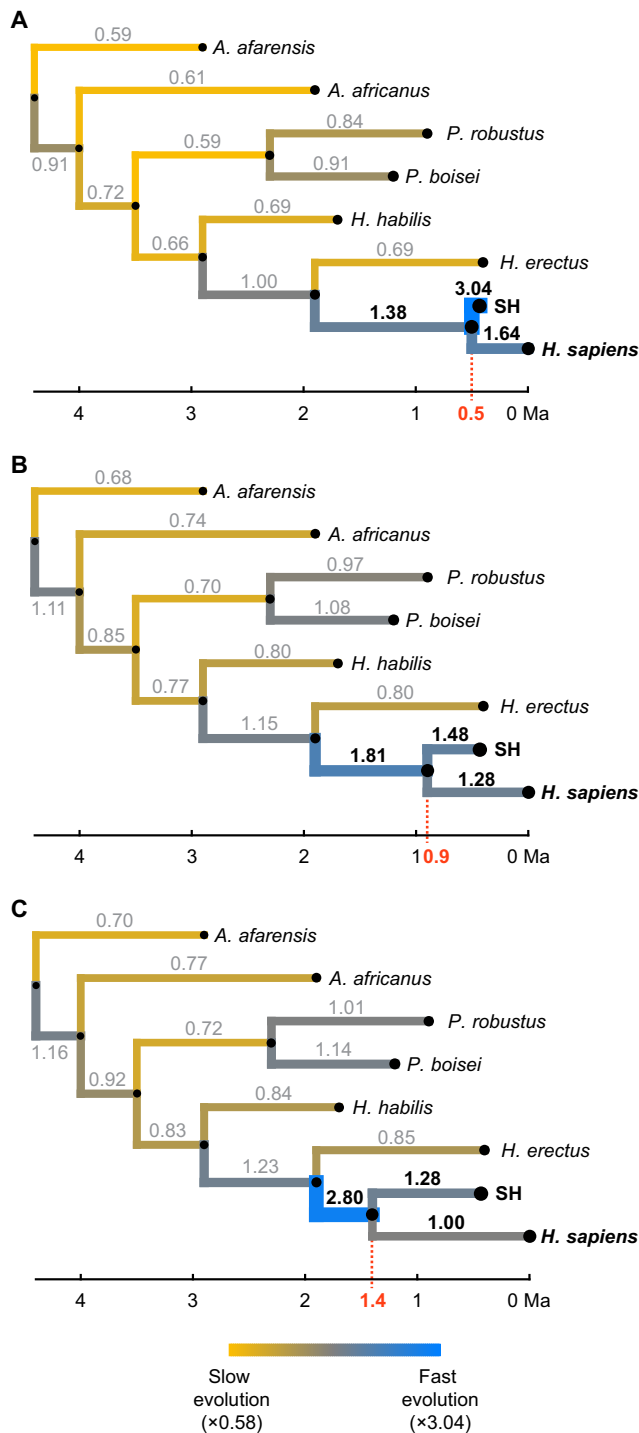 A
0.59
A. afarensis
0.61
A. africanus
0.84
P. robustus
0.59
0.91
0.91
P. boisei
0.72
0.69
H. habilis
0.66
0.69
H. erectus
1.00
3.04
SH
1.38
1.64
H. sapiens
4 3 2 1 0.5 0 Ma
B
0.68
A. afarensis
0.74
A. africanus
0.97
P. robustus
0.70
1.11
1.08
P. boisei
0.85
0.80
H. habilis
0.77
0.80
H. erectus
1.15
1.48
SH
1.81
1.28
H. sapiens
4 3 2 1 0.9 0 Ma
C
0.70
A. afarensis
0.77
A. africanus
1.01
P. robustus
0.72
1.16
1.14
P. boisei
0.92
0.84
H. habilis
0.83
0.85
H. erectus
1.23
1.28
SH
2.80
1.00
H. sapiens
4 3 2 1.4 1 0 Ma
Slow Fast
evolution evolution
(×0.58) (×3.04)